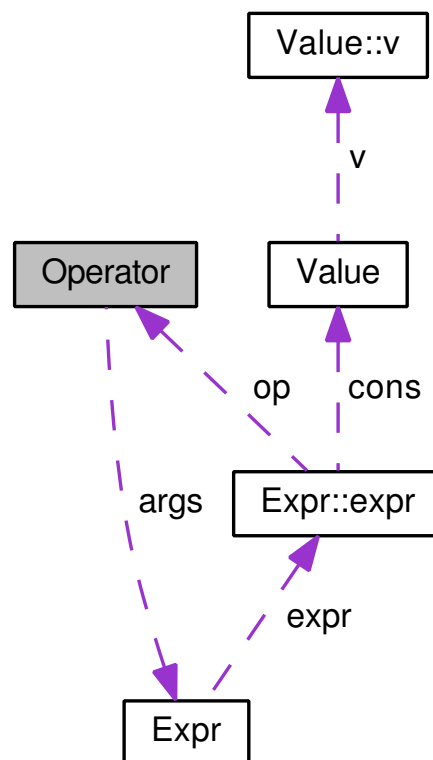 Value::v
v
Operator
Value
op
cons
Expr::expr
args
expr
Expr